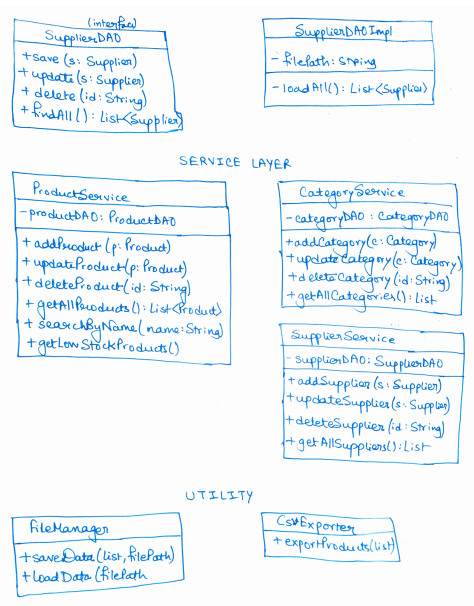 (interface)
SupplierDAO
+ save (s: Supplier)
+ update (s: Supplier)
+ delete (id: String)
+ findAll(): List<Supplier>
SupplierDAOImpl
- filePath: String
- loadAll(): List<Supplier>
SERVICE LAYER
ProductService
- productDAO: ProductDAO
+ addProduct (p: Product)
+ updateProduct(p: Product)
+ deleteProduct (id: String)
+ getAllProducts(): List<Product>
+ searchByName( name:String)
+ getLowStockProducts()
CategoryService
- categoryDAO : CategoryDAO
+ addCategory(c: Category)
+ updateCategory (c: Category)
+ deleteCategory (id: String)
+ getAllCategories(): List
SupplierService
- supplierDAO: SupplierDAO
+ addSupplier (s: Supplier)
+ updateSupplier (s: Supplier)
+ deleteSupplier (id: String)
+ getAllSuppliers(): List
UTILITY
FileManager
+ saveData (list, filePath)
+ loadData (filePath
CsvExporter
+ exportProducts(list)